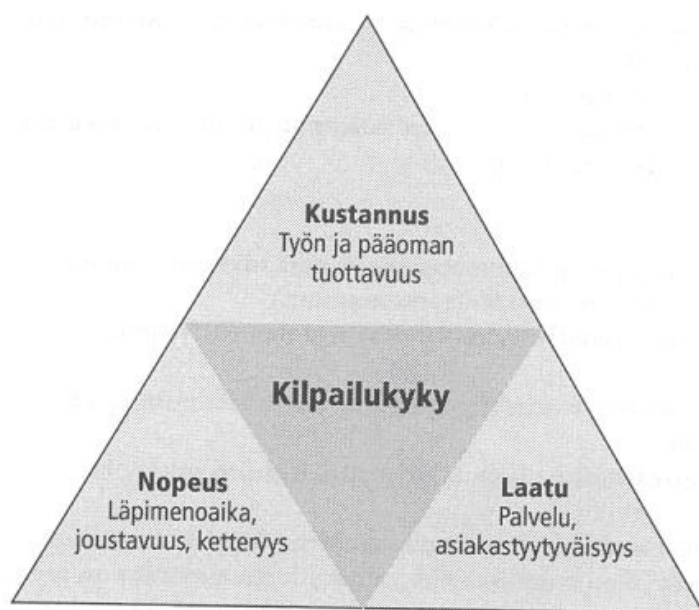 Kustannus
Työn ja pääoman
tuottavuus
Kilpailukyky
Nopeus
Läpimenoaika,
joustavuus, ketteryys
Laatu
Palvelu,
asiakastyytyväisyys